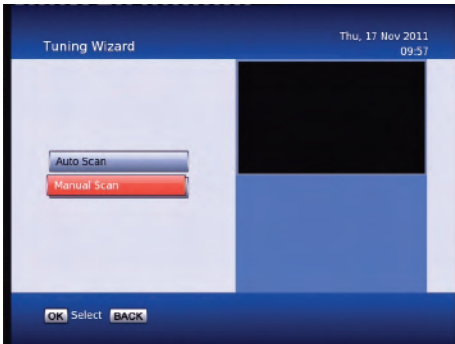 Tuning Wizard
Thu, 17 Nov 2011
09:57
Auto Scan
Manual Scan
OK Select BACK